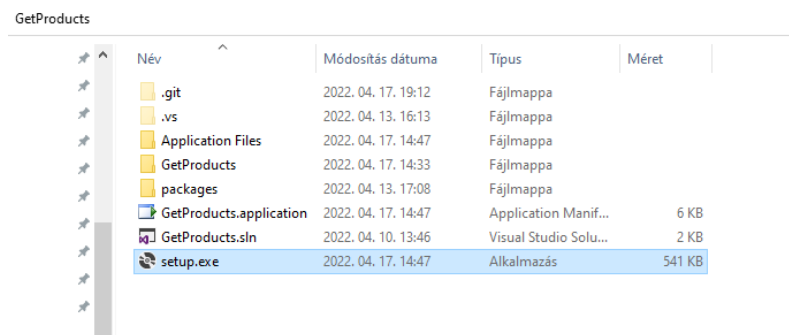 GetProducts
Név Módosítás dátuma Típus Méret
.git 2022. 04. 17. 19:12 Fájlmappa
.vs 2022. 04. 13. 16:13 Fájlmappa
Application Files 2022. 04. 17. 14:47 Fájlmappa
GetProducts 2022. 04. 17. 14:33 Fájlmappa
packages 2022. 04. 13. 17:08 Fájlmappa
GetProducts.application 2022. 04. 17. 14:47 Application Manif... 6 KB
GetProducts.sln 2022. 04. 10. 13:46 Visual Studio Solu... 2 KB
setup.exe 2022. 04. 17. 14:47 Alkalmazás 541 KB